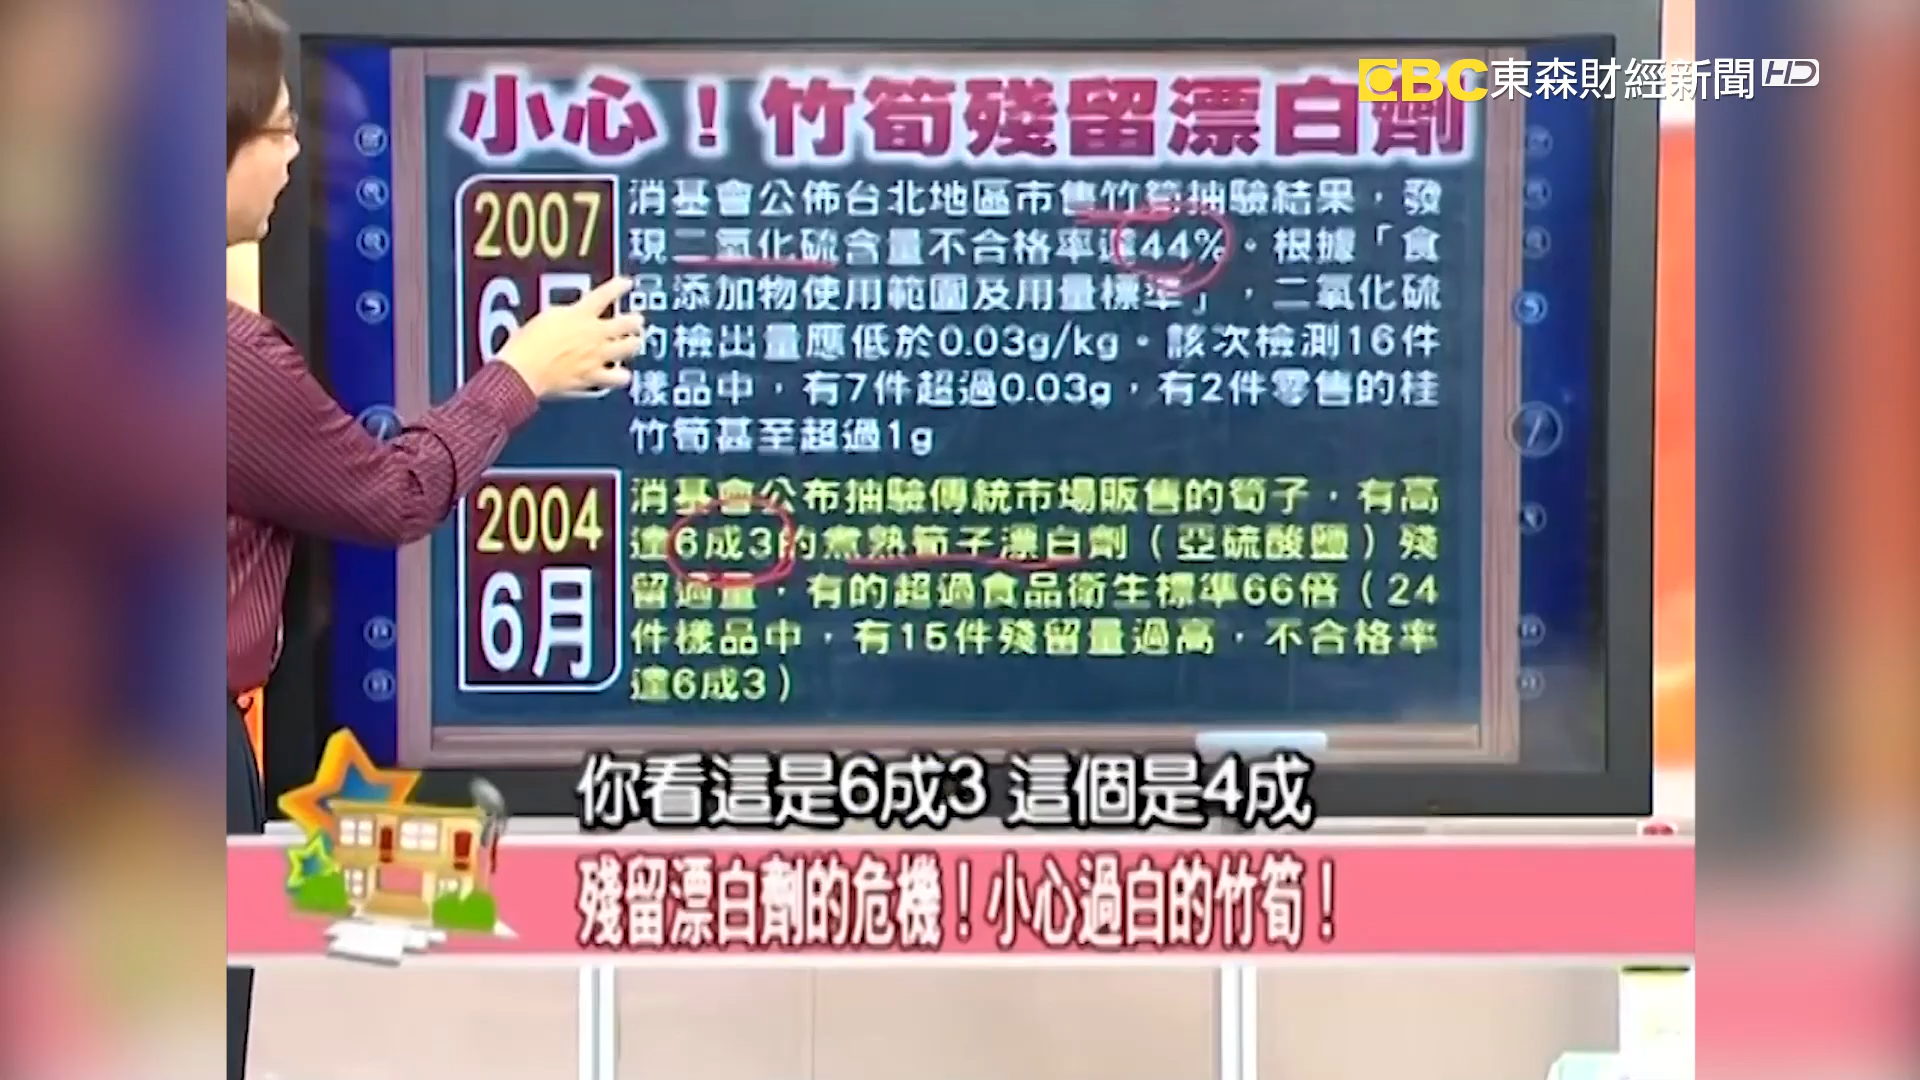 EBC東森財經新聞HD
小心！竹筍殘留漂白劑
2007
6月
消基會公佈台北地區市售竹筍抽驗結果，發
現二氧化硫含量不合格率達44%。根據「食
品添加物使用範圍及用量標準」，二氧化硫
的檢出量應低於0.03g/kg。該次檢測16件
樣品中，有7件超過0.03g，有2件零售的桂
竹筍甚至超過1g
2004
6月
消基會公布抽驗傳統市場販售的筍子，有高
達6成3的煮熟筍子漂白劑（亞硫酸鹽）殘
留過量，有的超過食品衛生標準66倍（24
件樣品中，有15件殘留量過高，不合格率
達6成3）
你看這是6成3 這個是4成
殘留漂白劑的危機！小心過白的竹筍！